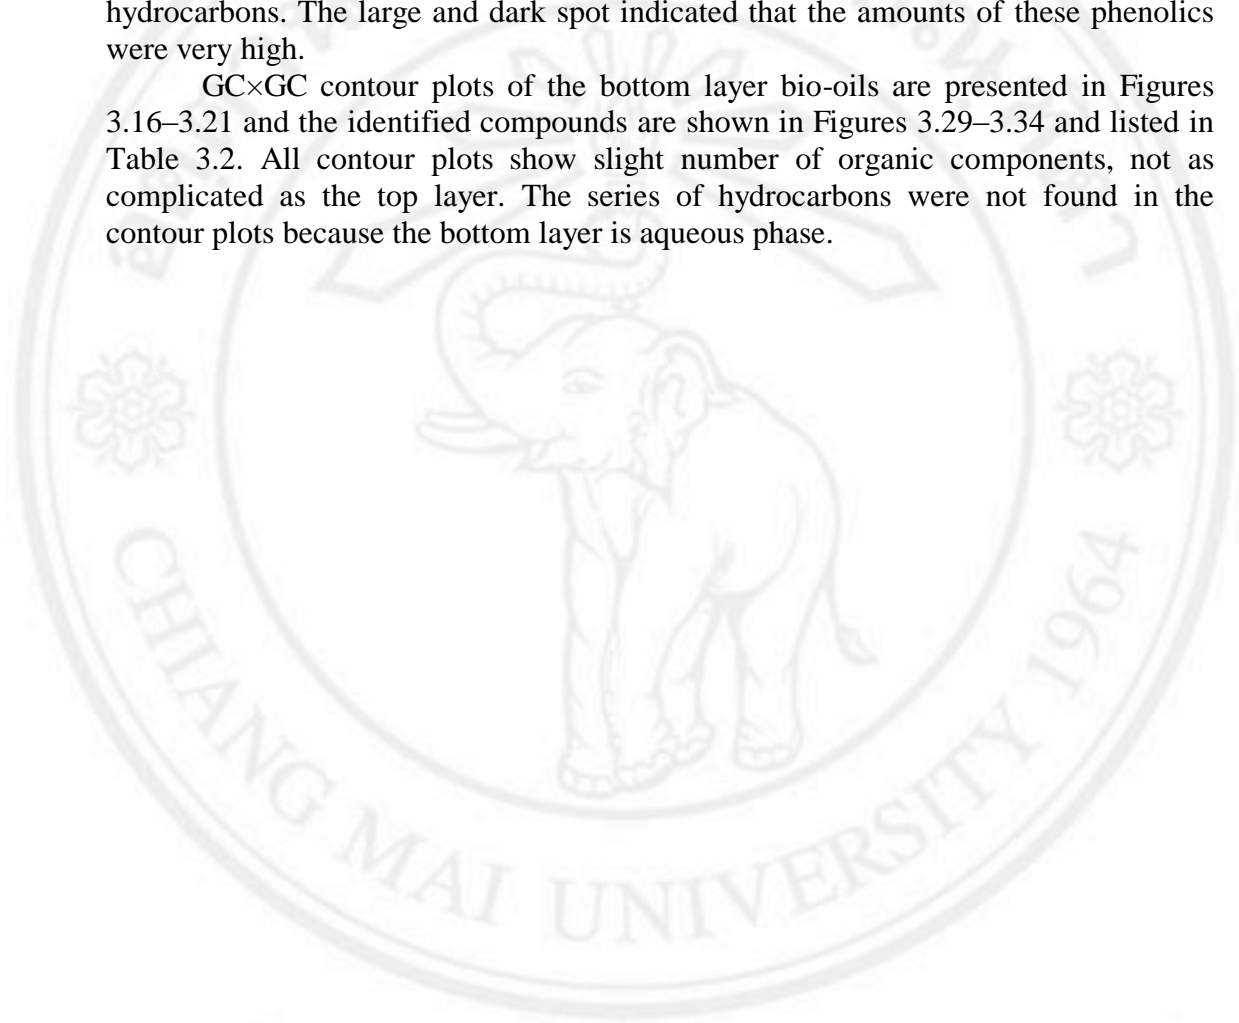 hydrocarbons. The large and dark spot indicated that the amounts of these phenolics
were very high.
GC×GC contour plots of the bottom layer bio-oils are presented in Figures
3.16–3.21 and the identified compounds are shown in Figures 3.29–3.34 and listed in
Table 3.2. All contour plots show slight number of organic components, not as
complicated as the top layer. The series of hydrocarbons were not found in the
contour plots because the bottom layer is aqueous phase.
CHIANG MAI UNIVERSITY 1964